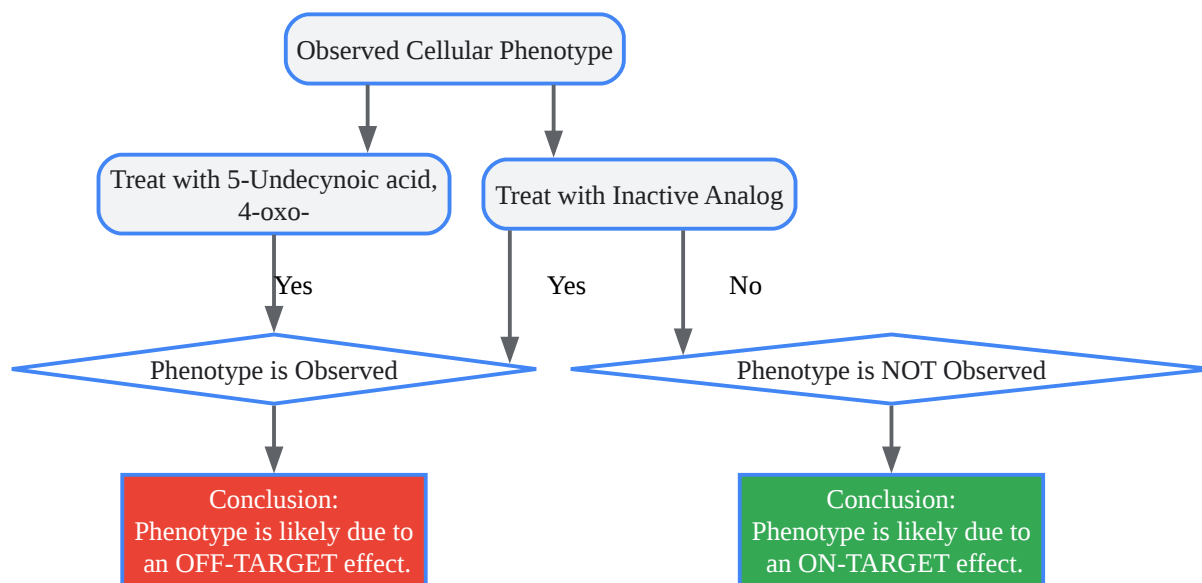 Observed Cellular Phenotype
Treat with 5-Undecynoic acid,
4-oxo-
Treat with Inactive Analog
Yes
Yes
No
Phenotype is Observed
Phenotype is NOT Observed
Conclusion:
Phenotype is likely due to
an OFF-TARGET effect.
Conclusion:
Phenotype is likely due to
an ON-TARGET effect.